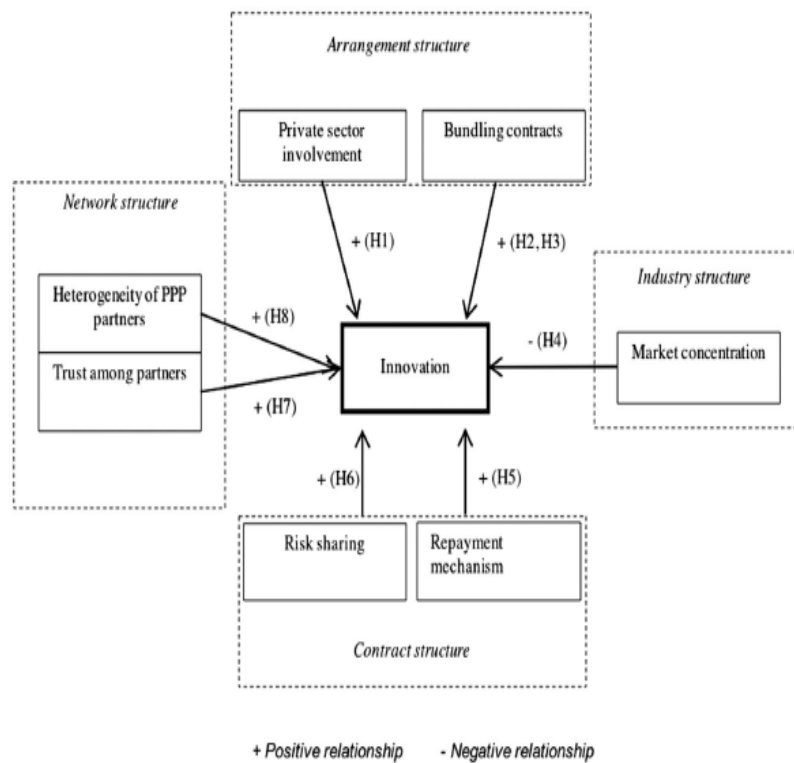 Arrangement structure
Private sector
involvement
Bundling contracts
Network structure
+ (H1)
+ (H2, H3)
Industry structure
Heterogeneity of PPP
partners
+ (H8)
- (H4)
Market concentration
Innovation
Trust among partners
+ (H7)
+ (H6)
+ (H5)
Risk sharing
Repayment
mechanism
Contract structure
+ Positive relationship - Negative relationship